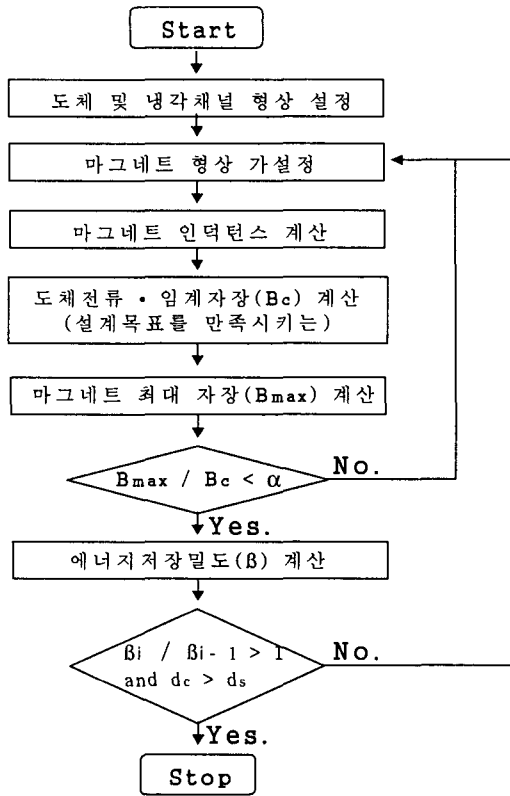 Start
도체 및 냉각채널 형상 설정
마그네트 형상 가설정
마그네트 인덕턴스 계산
도체전류 • 임계자장(Bc) 계산
(설계목표를 만족시키는)
마그네트 최대 자장(Bmax) 계산
Bmax / Bc < α
No.
Yes.
에너지저장밀도(ß) 계산
ßi / ßi-1 > 1
and dc > ds
No.
Yes.
Stop